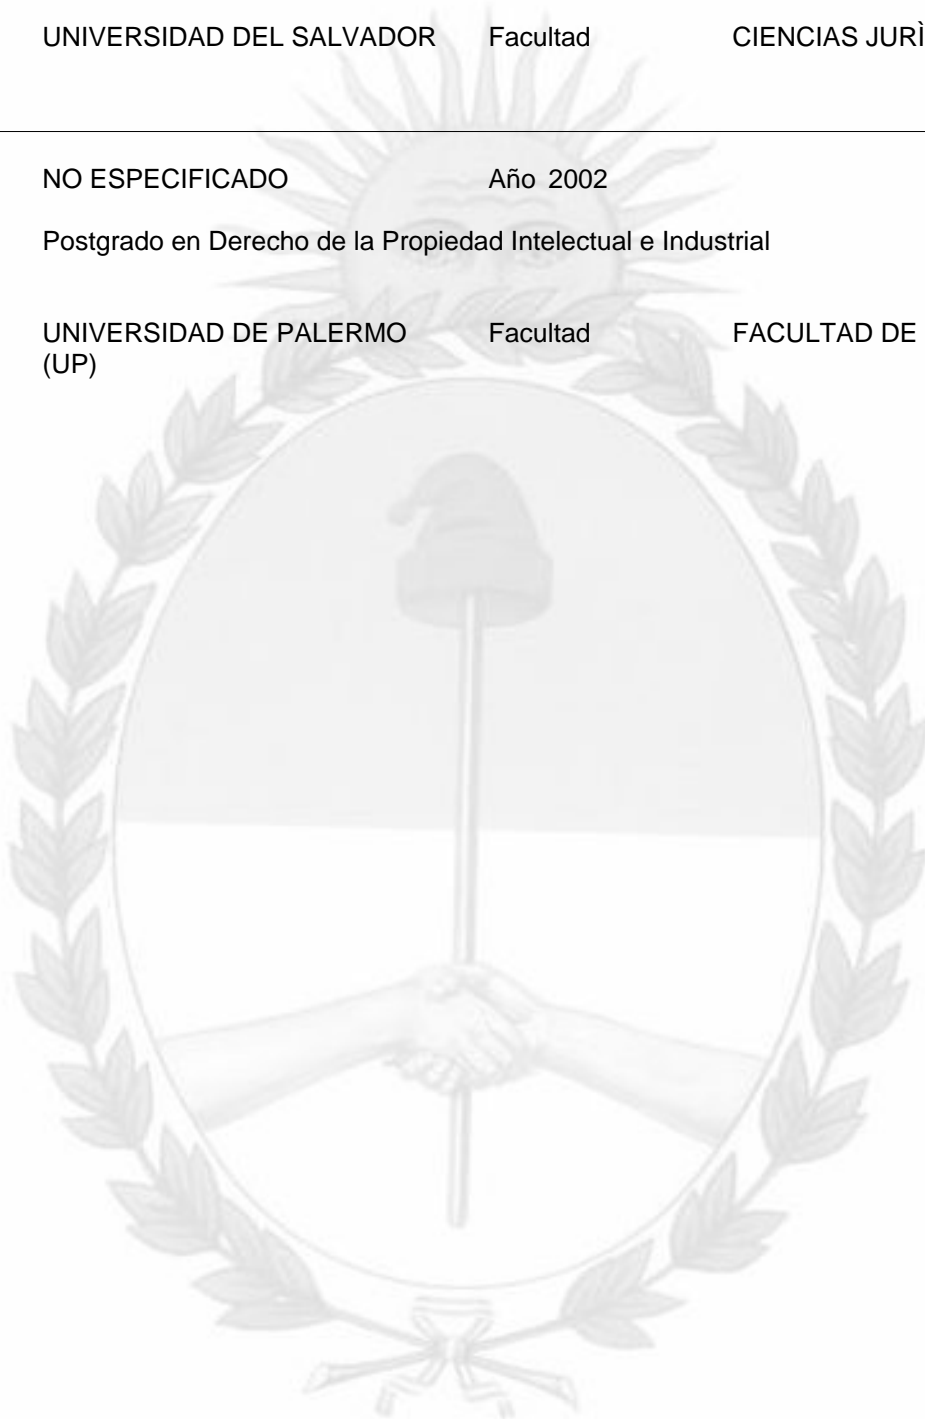 UNIVERSIDAD DEL SALVADOR Facultad CIENCIAS JURÌ
NO ESPECIFICADO Año 2002
Postgrado en Derecho de la Propiedad Intelectual e Industrial
UNIVERSIDAD DE PALERMO Facultad FACULTAD DE
(UP)